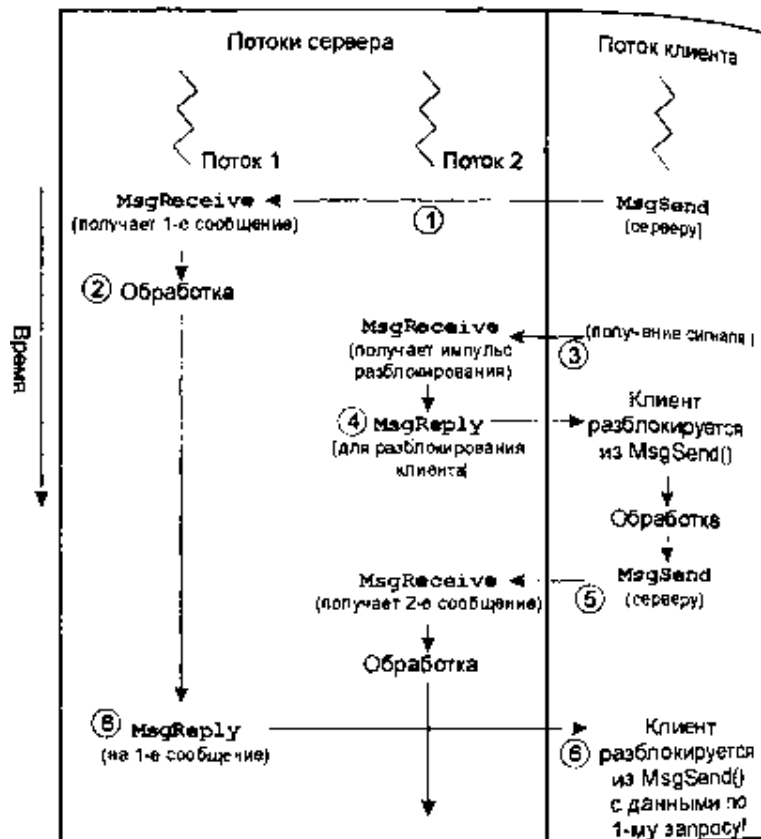 Потоки сервера
Поток клиента
Поток 1
Поток 2
MsgReceive
(получает 1-е сообщение)
1
MsgSend
(серверу)
2 Обработка
Время
MsgReceive
(получает импульс
разблокирования)
3
(получение сигнала)
4 MsgReply
(для разблокирования
клиента)
Клиент
разблокируется
из MsgSend()
Обработка
MsgReceive
(получает 2-е сообщение)
5
MsgSend
(серверу)
Обработка
6 MsgReply
(на 1-е сообщение)
6
Клиент
разблокируется
из MsgSend()
с данными по
1-му запросу!